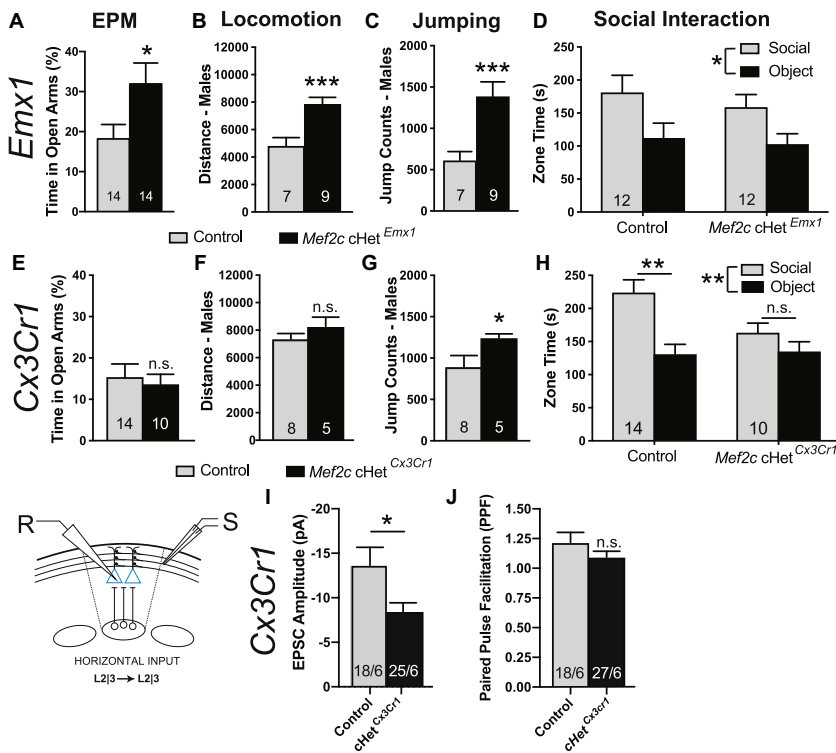 A EPM
B Locomotion
C Jumping
D Social Interaction
Emx1
Time in Open Arms (%)
40
30
20
10
0
*
14 14
Distance - Males
12000
10000
8000
6000
4000
2000
0
***
7 9
Jump Counts - Males
2000
1500
1000
500
0
***
7 9
Zone Time (s)
250
200
150
100
50
0
* Social
Object
12 12
Control Mef2c cHet Emx1
Control Mef2c cHet Emx1
Cx3Cr1
E
Time in Open Arms (%)
40
30
20
10
0
n.s.
14 10
F
Distance - Males
12000
10000
8000
6000
4000
2000
0
n.s.
8 5
G
Jump Counts - Males
2000
1500
1000
500
0
*
8 5
H
Zone Time (s)
250
200
150
100
50
0
** Social
Object
** n.s.
14 10
Control Mef2c cHet Cx3Cr1
Control Mef2c cHet Cx3Cr1
R S
HORIZONTAL INPUT
L2|3 → L2|3
Cx3Cr1
I
EPSC Amplitude (pA)
-20
-15
-10
-5
0
*
18/6 25/6
Control cHet Cx3Cr1
J
Paired Pulse Facilitation (PPF)
1.50
1.25
1.00
0.75
0.50
0.25
0.00
n.s.
18/6 27/6
Control cHet Cx3cr1